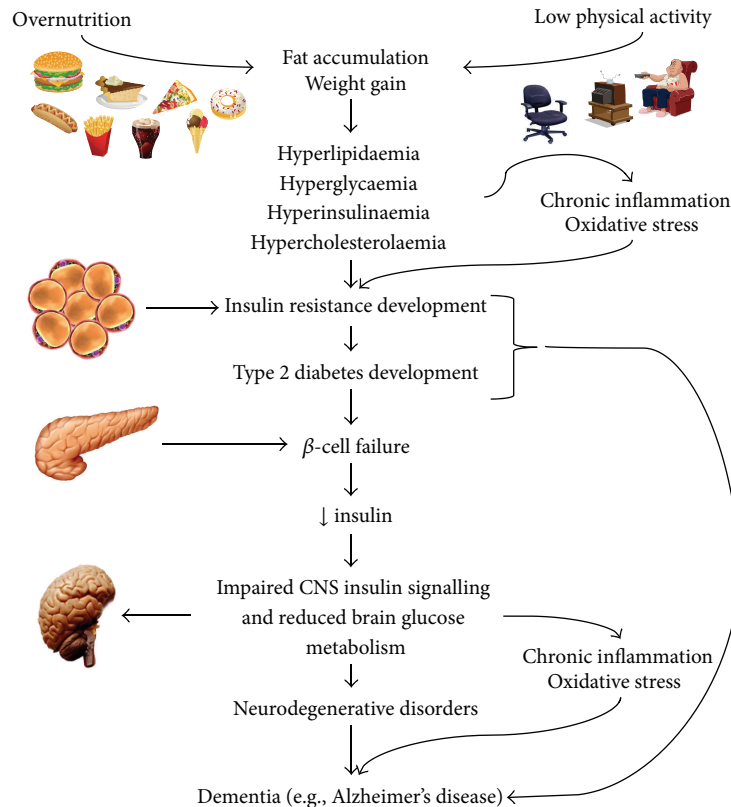 Overnutrition
Low physical activity
Fat accumulation
Weight gain
Hyperlipidaemia
Hyperglycaemia
Hyperinsulinaemia
Hypercholesterolaemia
Chronic inflammation
Oxidative stress
Insulin resistance development
Type 2 diabetes development
β-cell failure
↓ insulin
Impaired CNS insulin signalling
and reduced brain glucose
metabolism
Chronic inflammation
Oxidative stress
Neurodegenerative disorders
Dementia (e.g., Alzheimer's disease)